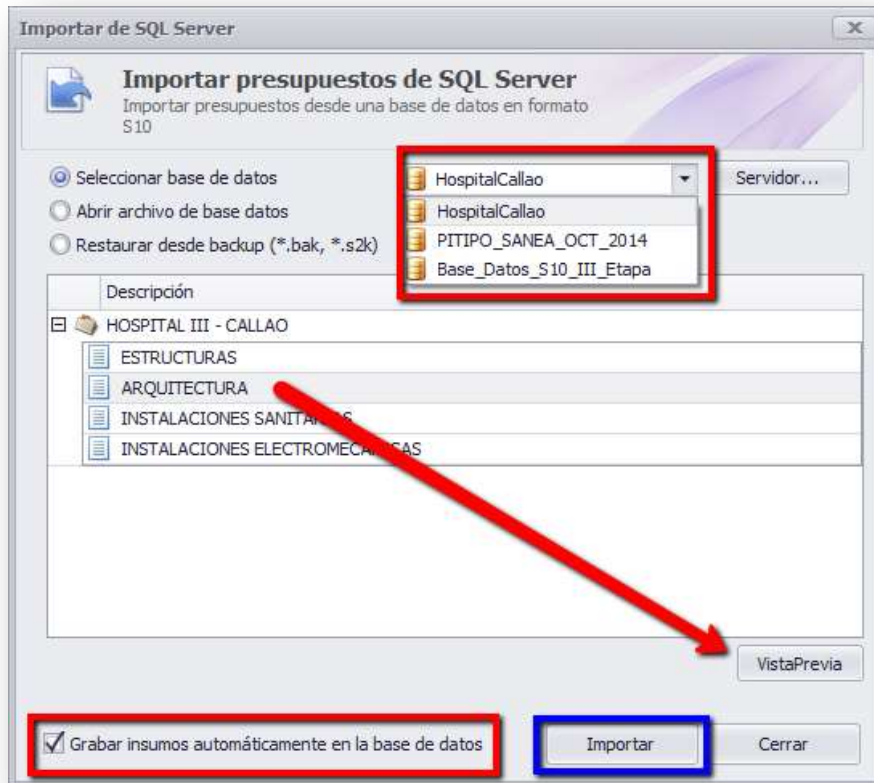 Importar de SQL Server
Importar presupuestos de SQL Server
Importar presupuestos desde una base de datos en formato
S10
Seleccionar base de datos
HospitalCallao
Servidor...
Abrir archivo de base datos
HospitalCallao
Restaurar desde backup (*.bak, *.s2k)
PITIPO_SANEA_OCT_2014
Base_Datos_S10_III_Etapa
Descripción
HOSPITAL III - CALLAO
ESTRUCTURAS
ARQUITECTURA
INSTALACIONES SANITARIAS
INSTALACIONES ELECTROMECANICAS
VistaPrevia
Grabar insumos automáticamente en la base de datos
Importar
Cerrar